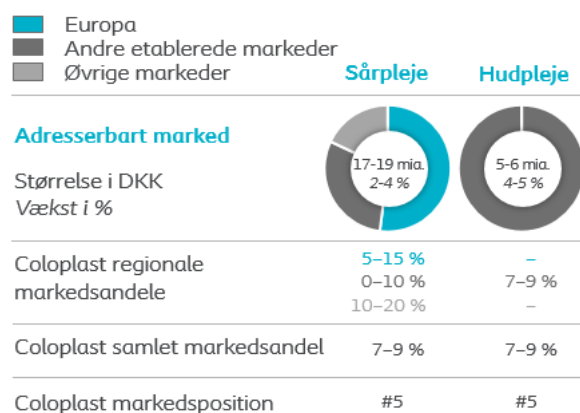 Europa
Andre etablerede markeder
Øvrige markeder
Sårpleje Hudpleje
Adresserbart marked
Størrelse i DKK
Vækst i %
17-19 mia.
2-4 %
5-6 mia.
4-5 %
Coloplast regionale
markedsandele
5–15 % –
0–10 % 7–9 %
10–20 % –
Coloplast samlet markedsandel 7–9 % 7–9 %
Coloplast markedsposition #5 #5